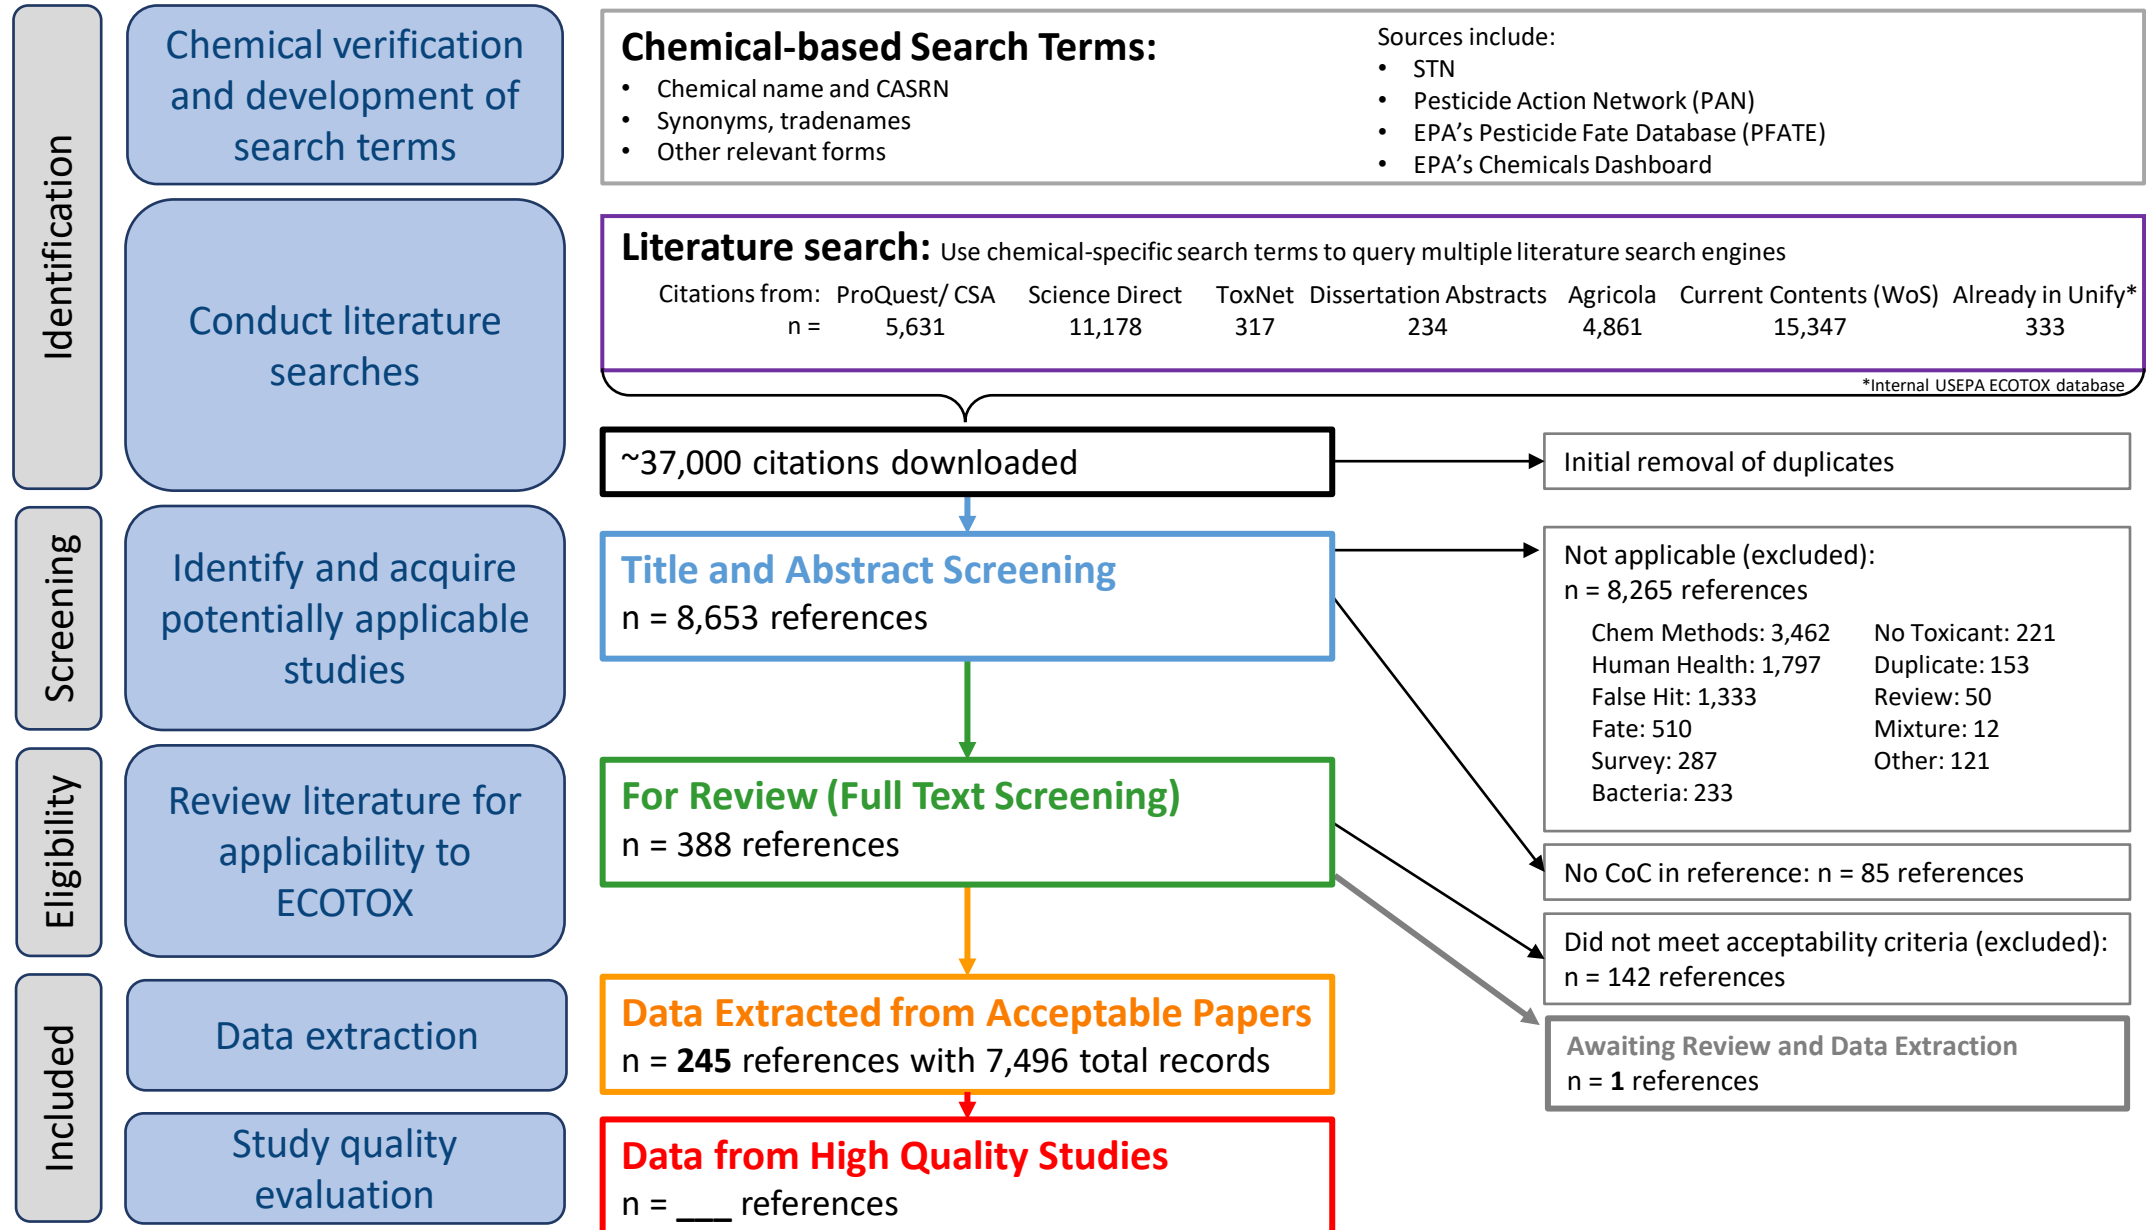 Identification
Chemical verification
and development of
search terms
Chemical-based Search Terms:
• Chemical name and CASRN
• Synonyms, tradenames
• Other relevant forms
Sources include:
• STN
• Pesticide Action Network (PAN)
• EPA's Pesticide Fate Database (PFATE)
• EPA's Chemicals Dashboard
Conduct literature
searches
Literature search: Use chemical-specific search terms to query multiple literature search engines
Citations from: ProQuest/ CSA Science Direct ToxNet Dissertation Abstracts Agricola Current Contents (WoS) Already in Unify*
n = 5,631 11,178 317 234 4,861 15,347 333
*Internal USEPA ECOTOX database
~37,000 citations downloaded
Initial removal of duplicates
Screening
Identify and acquire
potentially applicable
studies
Title and Abstract Screening
n = 8,653 references
Not applicable (excluded):
n = 8,265 references
Chem Methods: 3,462
Human Health: 1,797
False Hit: 1,333
Fate: 510
Survey: 287
Bacteria: 233
No Toxicant: 221
Duplicate: 153
Review: 50
Mixture: 12
Other: 121
No CoC in reference: n = 85 references
Eligibility
Review literature for
applicability to
ECOTOX
For Review (Full Text Screening)
n = 388 references
Did not meet acceptability criteria (excluded):
n = 142 references
Awaiting Review and Data Extraction
n = 1 references
Included
Data extraction
Data Extracted from Acceptable Papers
n = 245 references with 7,496 total records
Study quality
evaluation
Data from High Quality Studies
n = ___ references